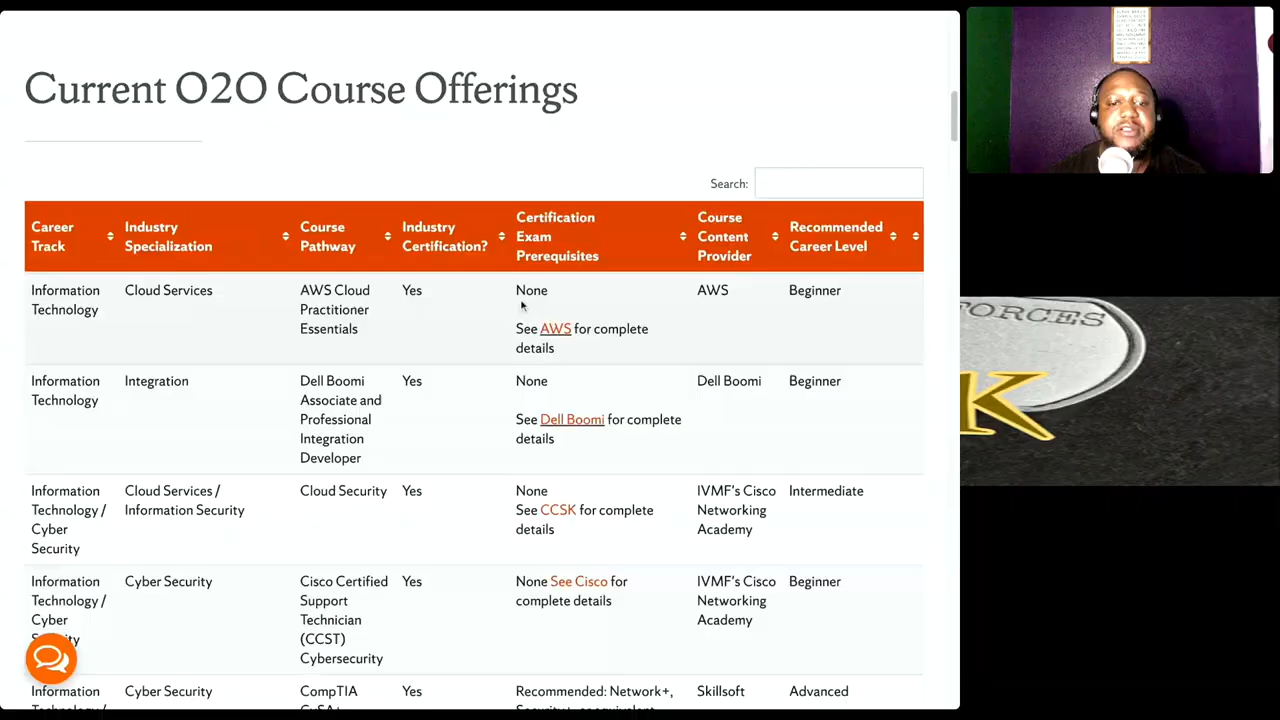 Current O2O Course Offerings
Search:
Career Track
Industry Specialization
Course Pathway
Industry Certification?
Certification Exam Prerequisites
Course Content Provider
Recommended Career Level
Information Technology
Cloud Services
AWS Cloud Practitioner Essentials
Yes
None
See AWS for complete details
AWS
Beginner
Information Technology
Integration
Dell Boomi Associate and Professional Integration Developer
Yes
None
See Dell Boomi for complete details
Dell Boomi
Beginner
Information Technology / Cyber Security
Cloud Services / Information Security
Cloud Security
Yes
None
See CCSK for complete details
IVMF's Cisco Networking Academy
Intermediate
Information Technology / Cyber
Cyber Security
Cisco Certified Support Technician (CCST) Cybersecurity
Yes
None See Cisco for complete details
IVMF's Cisco Networking Academy
Beginner
Information
Cyber Security
CompTIA
Yes
Recommended: Network+,
Skillsoft
Advanced
FORCES
K